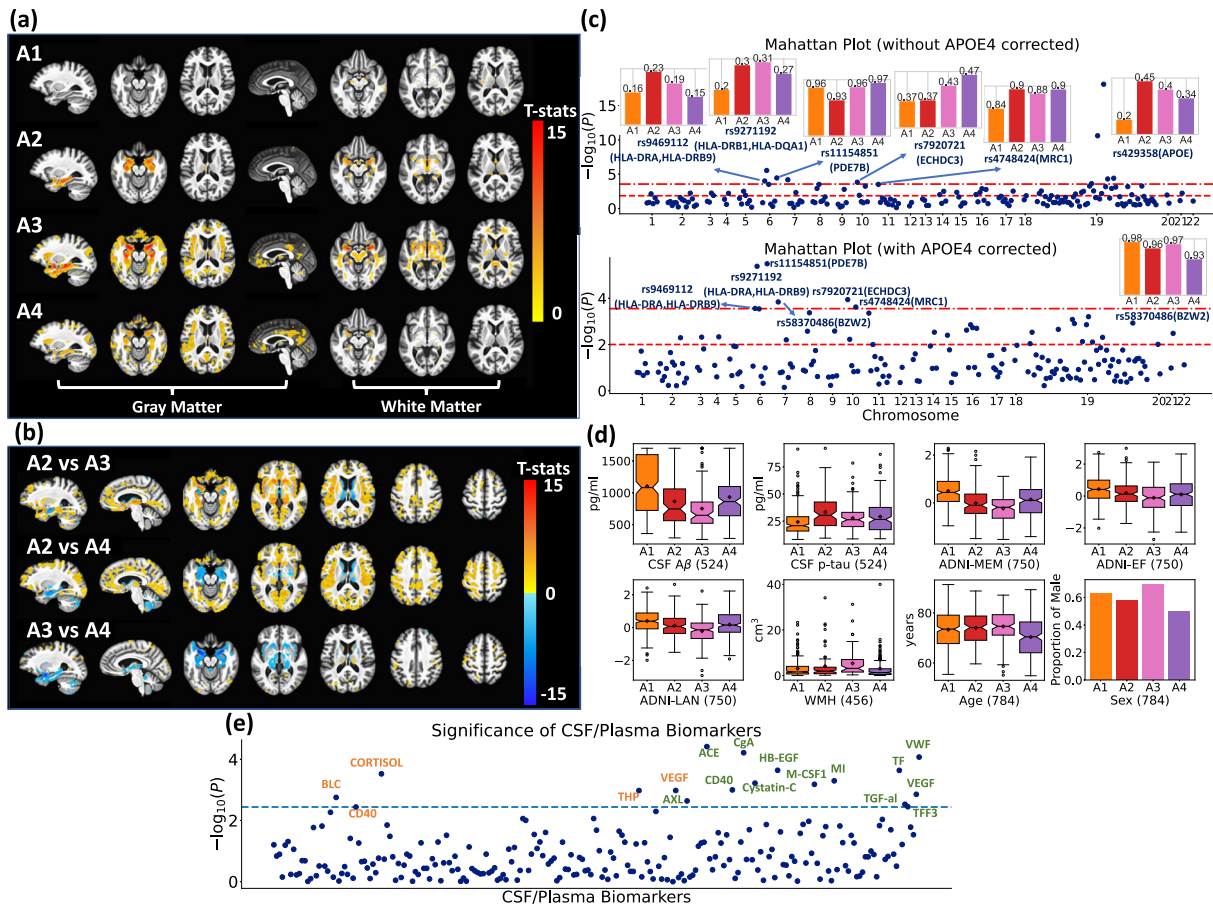 (a)
A1
A2
A3
A4
T-stats
15
0
Gray Matter
White Matter
(b)
A2 vs A3
A2 vs A4
A3 vs A4
T-stats
15
0
-15
(c)
Mahattan Plot (without APOE4 corrected)
−log10(P)
15
10
5
0
0.16 0.23 0.19 0.15
A1 A2 A3 A4
rs9469112
(HLA-DRA,HLA-DRB9)
0.2 0.3 0.31 0.27
A1 A2 A3 A4
rs9271192
(HLA-DRB1,HLA-DQA1)
0.96 0.93 0.96 0.97
A1 A2 A3 A4
rs11154851
(PDE7B)
0.37 0.37 0.43 0.47
A1 A2 A3 A4
rs7920721
(ECHDC3)
0.84 0.9 0.88 0.9
A1 A2 A3 A4
rs4748424(MRC1)
0.2 0.45 0.4 0.34
A1 A2 A3 A4
rs429358(APOE)
1 2 3 4 5 6 7 8 9 10 11 12 13 14 15 16 17 18 19 20 21 22
Mahattan Plot (with APOE4 corrected)
−log10(P)
4
2
0
rs11154851(PDE7B)
rs9271192
(HLA-DRA,HLA-DRB9)
rs9469112
(HLA-DRA,HLA-DRB9)
rs7920721(ECHDC3)
rs4748424(MRC1)
rs58370486(BZW2)
0.98 0.96 0.97 0.93
A1 A2 A3 A4
rs58370486(BZW2)
1 2 3 4 5 6 7 8 9 10 11 12 13 14 15 16 17 18 19 20 21 22
Chromosome
(d)
pg/ml
1500
1000
500
A1 A2 A3 A4
CSF Aβ (524)
pg/ml
75
50
25
A1 A2 A3 A4
CSF p-tau (524)
0
A1 A2 A3 A4
ADNI-MEM (750)
2
0
−2
A1 A2 A3 A4
ADNI-EF (750)
2
0
−2
A1 A2 A3 A4
ADNI-LAN (750)
cm3
40
20
0
A1 A2 A3 A4
WMH (456)
years
80
60
A1 A2 A3 A4
Age (784)
Proportion of Male
0.6
0.4
0.2
0.0
A1 A2 A3 A4
Sex (784)
(e)
Significance of CSF/Plasma Biomarkers
−log10(P)
4
2
0
BLC
CORTISOL
CD40
THP
VEGF
AXL
ACE
CgA
CD40
HB-EGF
Cystatin-C
M-CSF1
MI
TF
VWF
VEGF
TGF-al
TFF3
CSF/Plasma Biomarkers